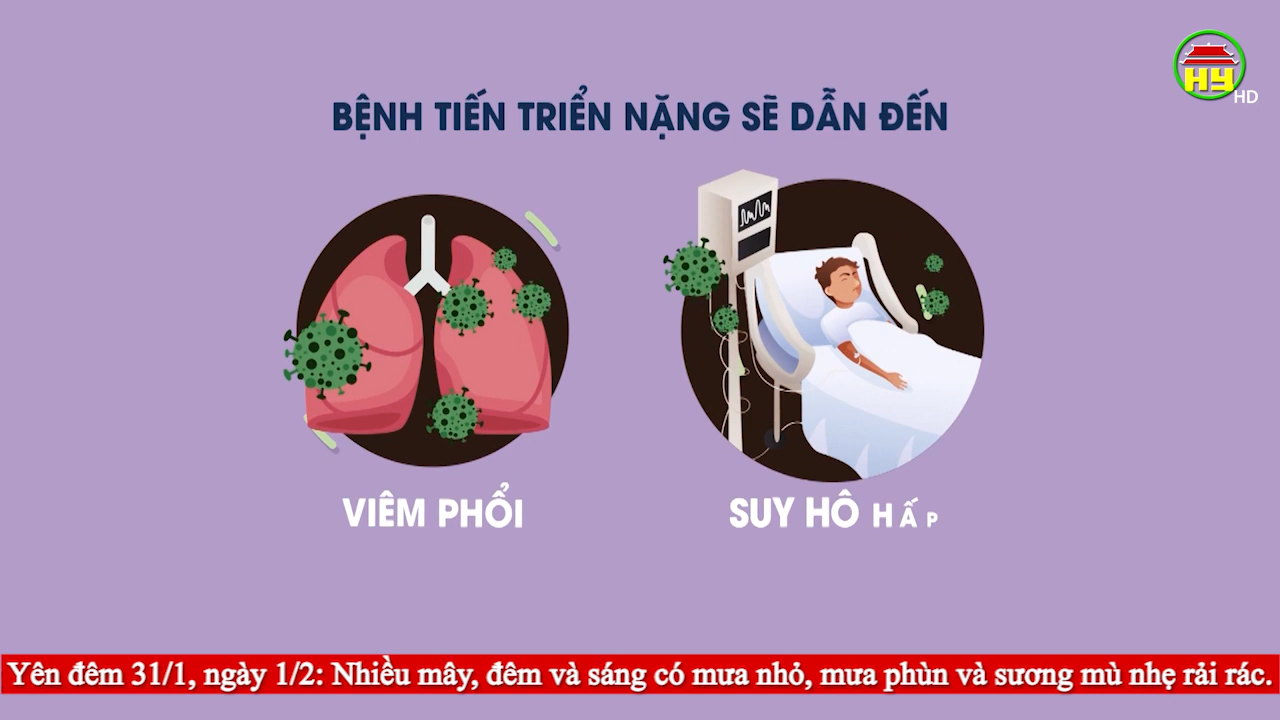 HY
HD
BỆNH TIẾN TRIỂN NẶNG SẼ DẪN ĐẾN
VIÊM PHỔI
SUY HÔ HẤP
Yên đêm 31/1, ngày 1/2: Nhiều mây, đêm và sáng có mưa nhỏ, mưa phùn và sương mù nhẹ rải rác.